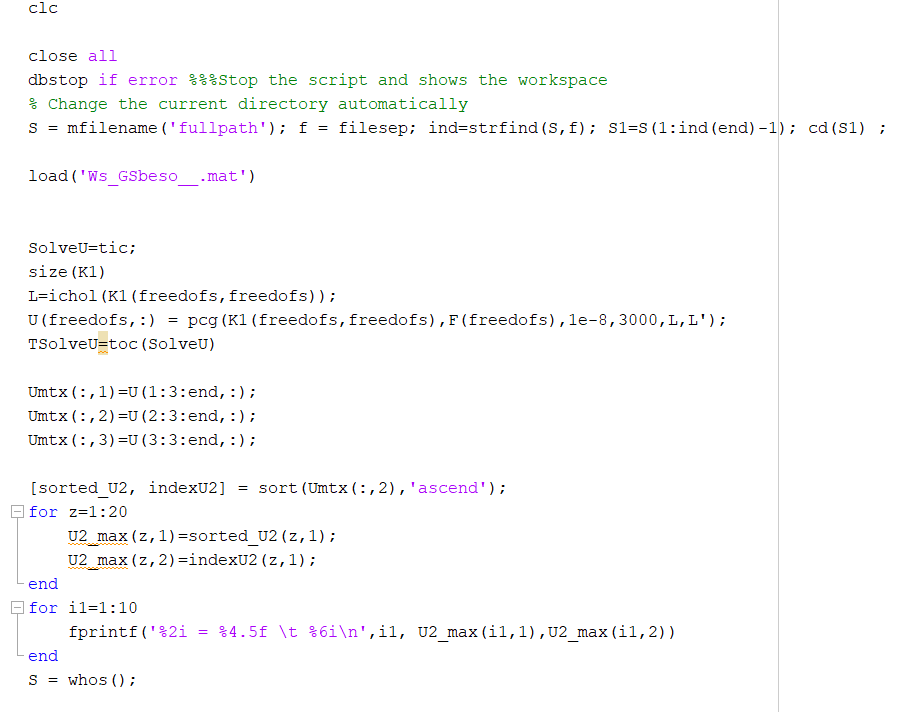 clc
close all
dbstop if error %%%Stop the script and shows the workspace
% Change the current directory automatically
S = mfilename('fullpath'); f = filesep; ind=strfind(S,f); S1=S(1:ind(end)-1); cd(S1) ;
load('Ws_GSbeso__.mat')
SolveU=tic;
size(K1)
L=ichol(K1(freedofs,freedofs));
U(freedofs,:) = pcg(K1(freedofs,freedofs),F(freedofs),1e-8,3000,L,L');
TSolveU=toc(SolveU)
Umtx(:,1)=U(1:3:end,:);
Umtx(:,2)=U(2:3:end,:);
Umtx(:,3)=U(3:3:end,:);
[sorted_U2, indexU2] = sort(Umtx(:,2),'ascend');
for z=1:20
U2_max(z,1)=sorted_U2(z,1);
U2_max(z,2)=indexU2(z,1);
end
for i1=1:10
fprintf('%2i = %4.5f \t %6i\n',i1, U2_max(i1,1),U2_max(i1,2))
end
S = whos();